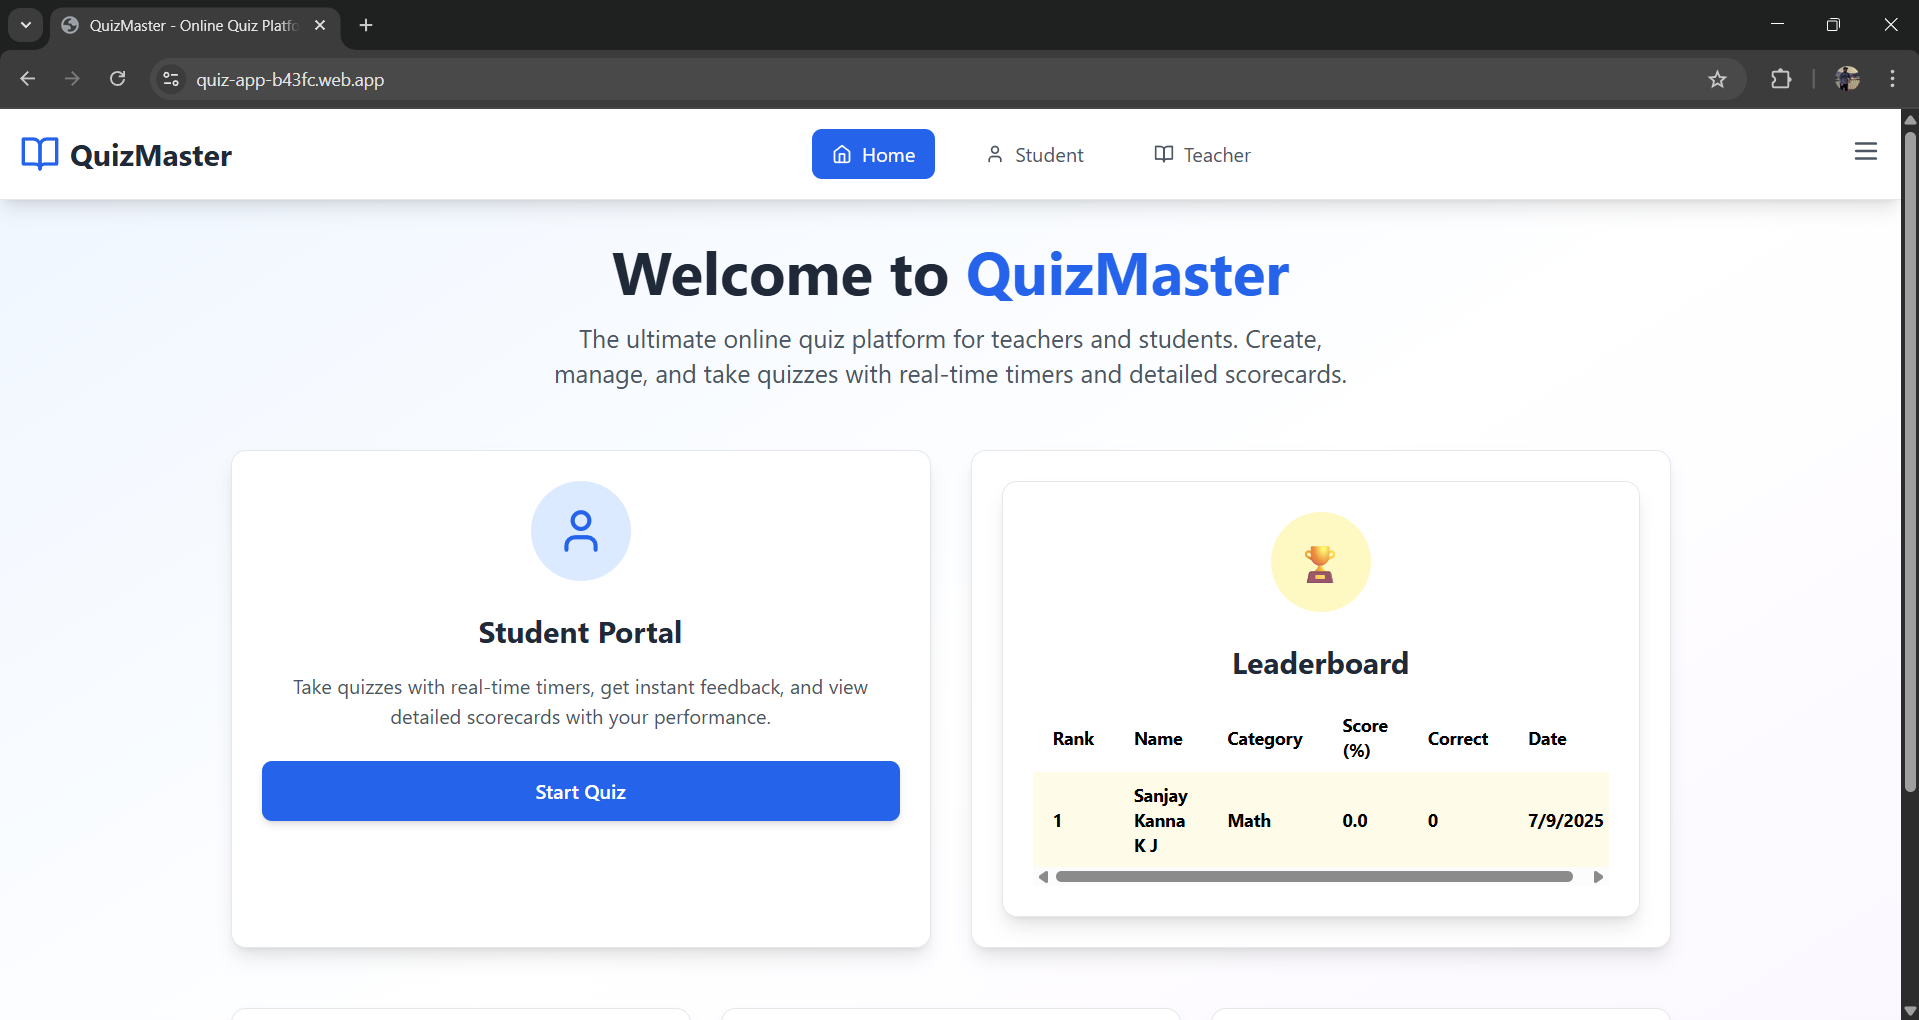 QuizMaster - Online Quiz Platfo
quiz-app-b43fc.web.app
QuizMaster
Home
Student
Teacher
Welcome to QuizMaster
The ultimate online quiz platform for teachers and students. Create,
manage, and take quizzes with real-time timers and detailed scorecards.
Student Portal
Take quizzes with real-time timers, get instant feedback, and view
detailed scorecards with your performance.
Start Quiz
Leaderboard
Rank Name Category Score (%) Correct Date
1 Sanjay Kanna K J Math 0.0 0 7/9/2025